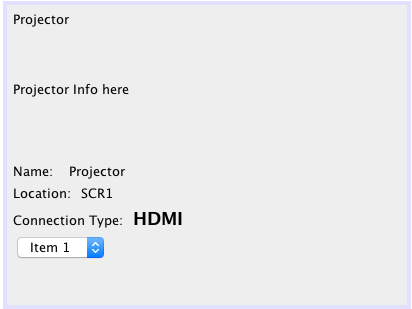 Projector
Projector Info here
Name: Projector
Location: SCR1
Connection Type: HDMI
Item 1